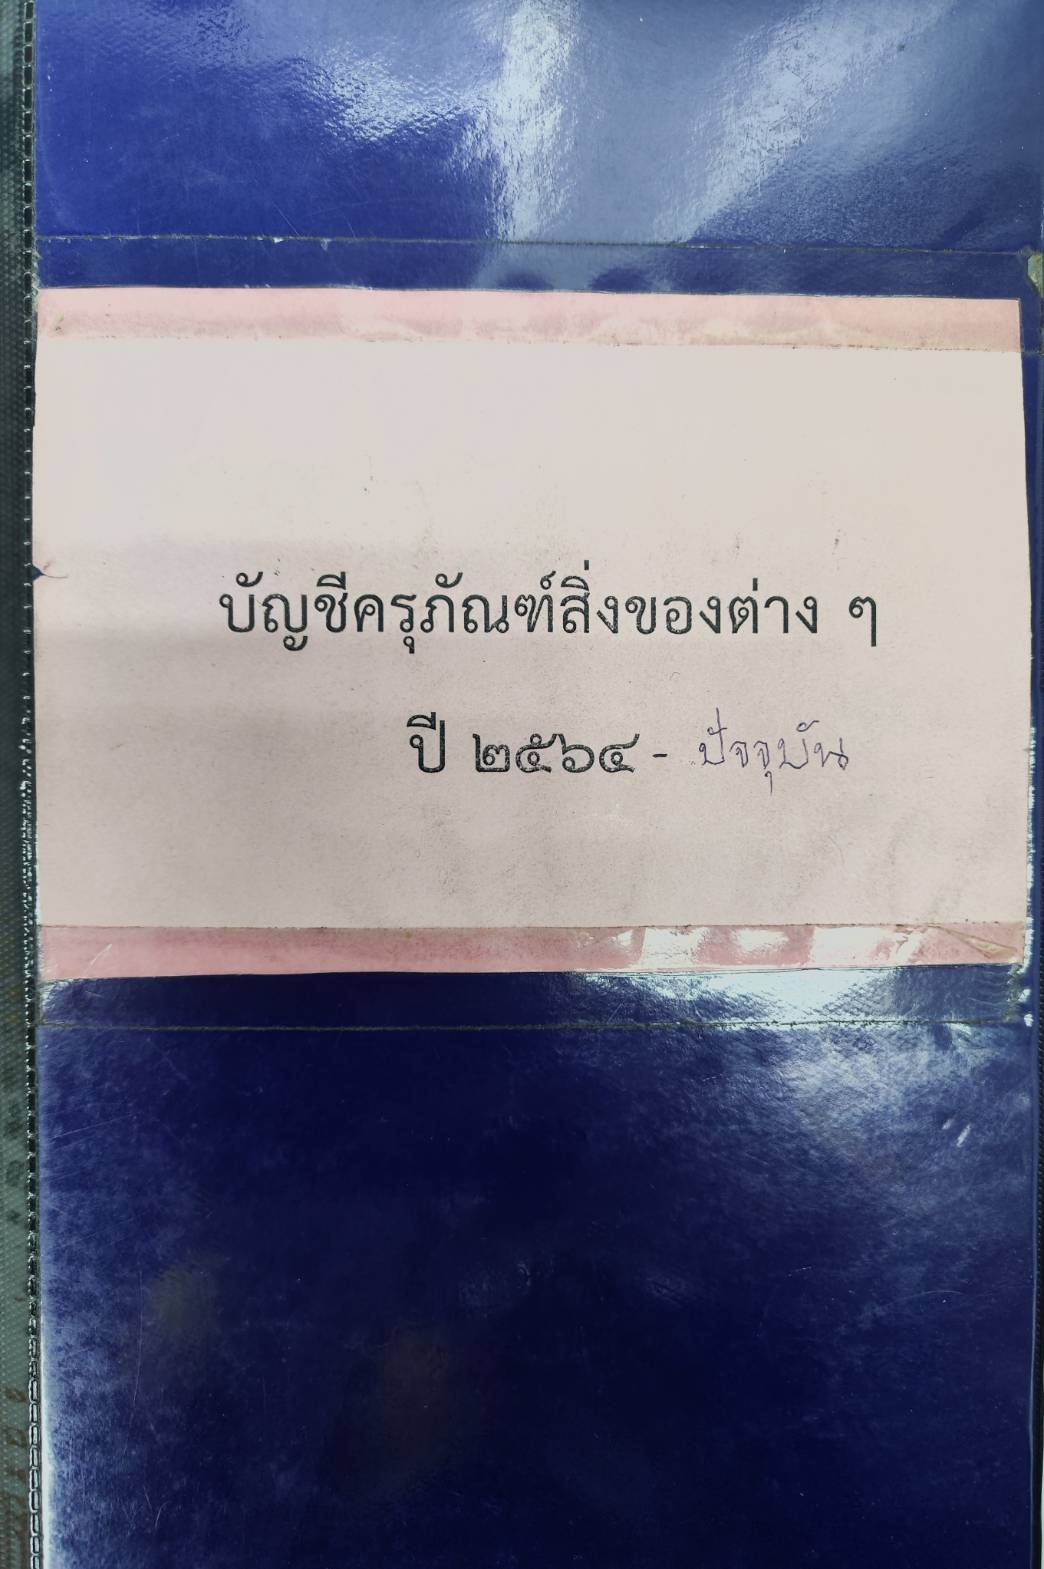 บัญชีครุภัณฑ์สิ่งของต่าง ๆ
ปี ๒๕๖๔ - ปัจจุบัน